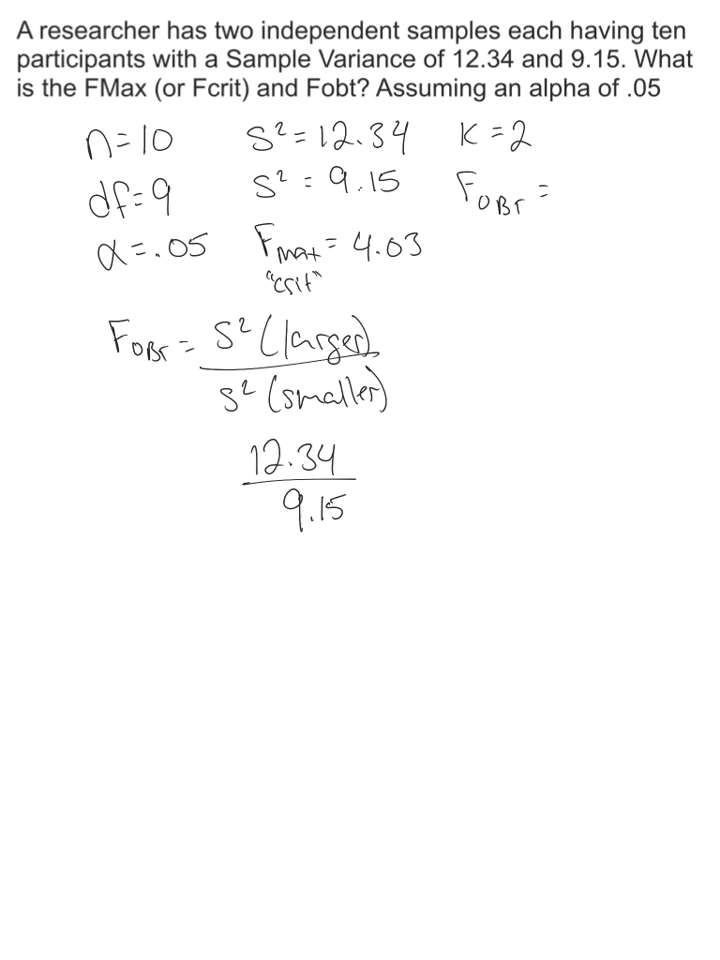 A researcher has two independent samples each having ten
participants with a Sample Variance of 12.34 and 9.15. What
is the FMax (or Fcrit) and Fobt? Assuming an alpha of .05
n=10 S²=12.34 K=2
df=9 S²=9.15 FOBT=
α=.05 Fmax=4.03
"crit"
FOBT= S²(larger)
S²(smaller)
12.34
9.15